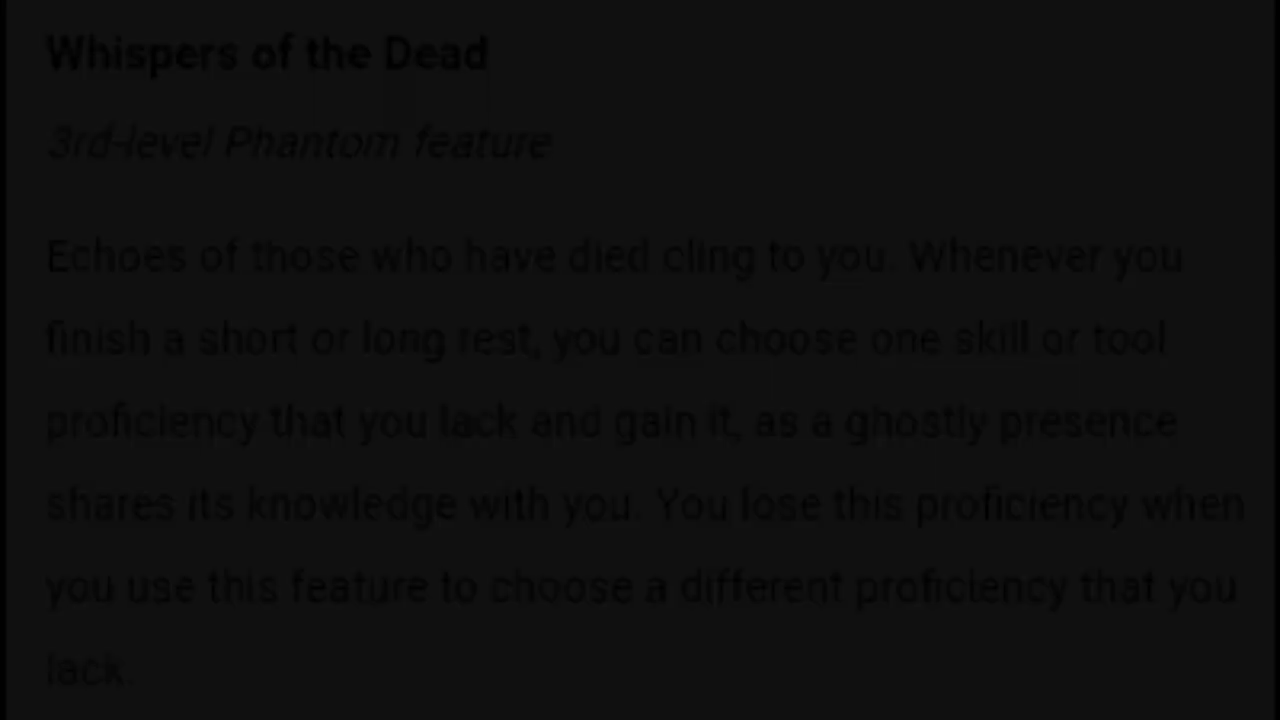 Whispers of the Dead
3rd-level Phantom feature
Echoes of those who have died cling to you. Whenever you
finish a short or long rest, you can choose one skill or tool
proficiency that you lack and gain it, as a ghostly presence
shares its knowledge with you. You lose this proficiency when
you use this feature to choose a different proficiency that you
lack.